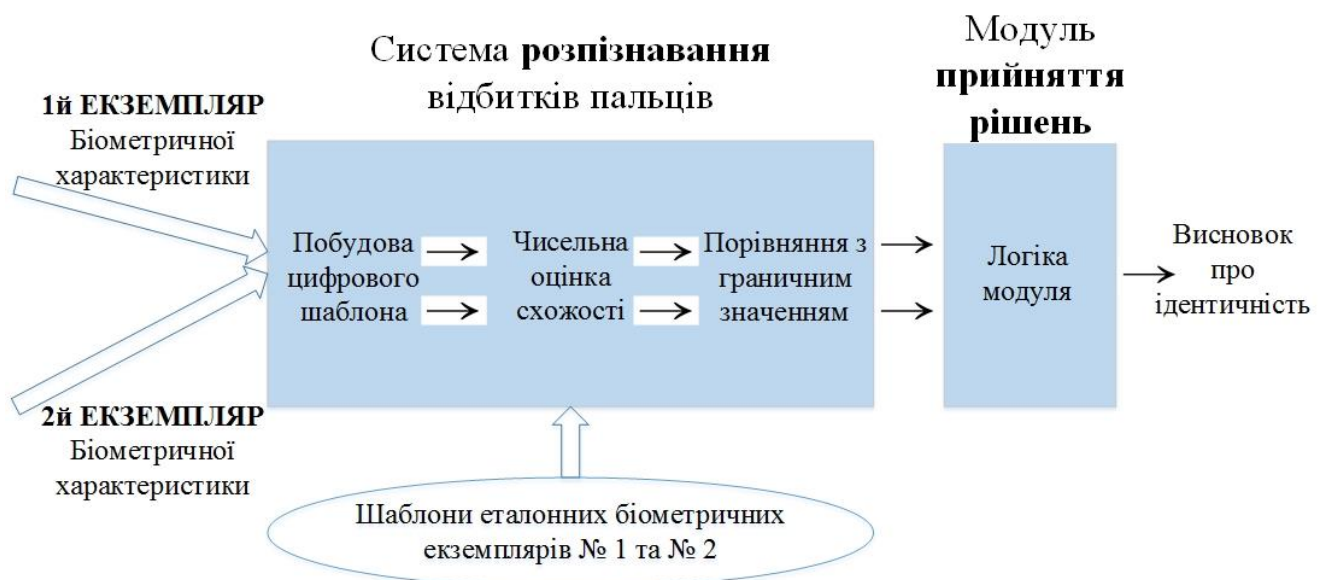 Система розпізнавання
відбитків пальців
Модуль
прийняття
рішень
1й ЕКЗЕМПЛЯР
Біометричної
характеристики
Побудова
цифрового
шаблона
Чисельна
оцінка
схожості
Порівняння з
граничним
значенням
Логіка
модуля
Висновок
про
ідентичність
2й ЕКЗЕМПЛЯР
Біометричної
характеристики
Шаблони еталонних біометричних
екземплярів № 1 та № 2